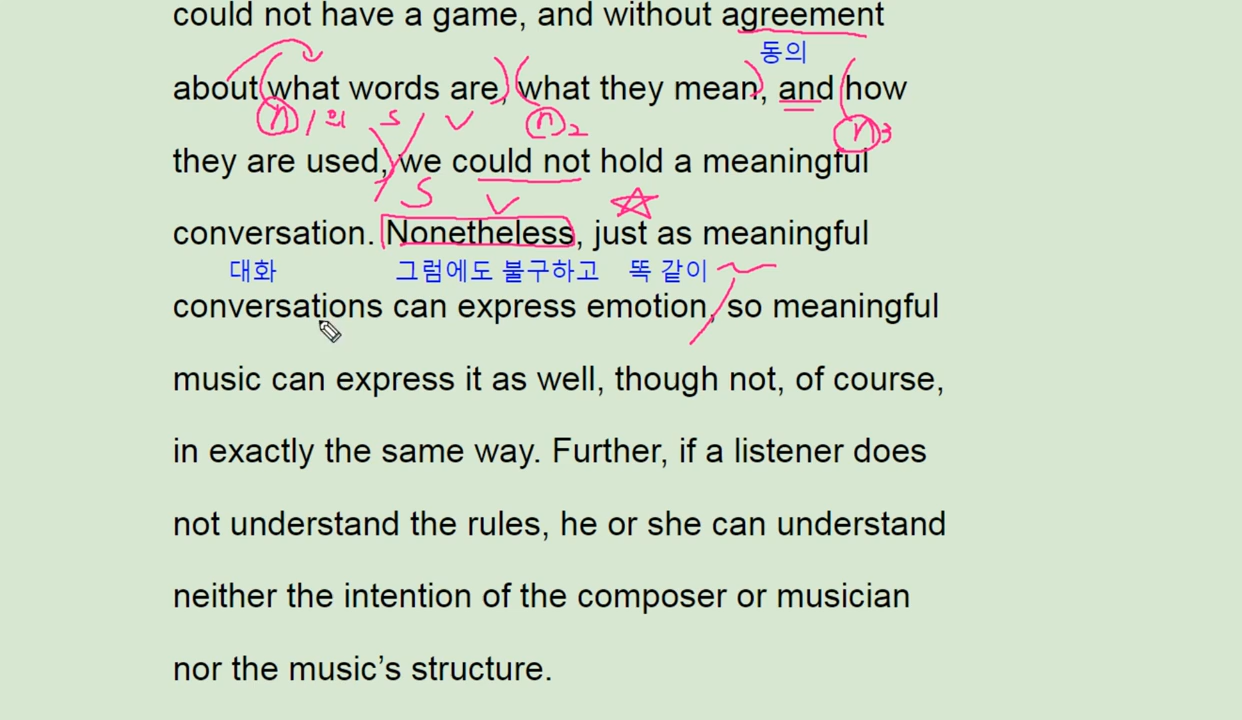 could not have a game, and without agreement
동의
about what words are, what they mean, and how
n 1 의 S V n 2 n 3
they are used, we could not hold a meaningful
S V
conversation. Nonetheless, just as meaningful
대화 그럼에도 불구하고 똑 같이
conversations can express emotion, so meaningful
music can express it as well, though not, of course,
in exactly the same way. Further, if a listener does
not understand the rules, he or she can understand
neither the intention of the composer or musician
nor the music’s structure.